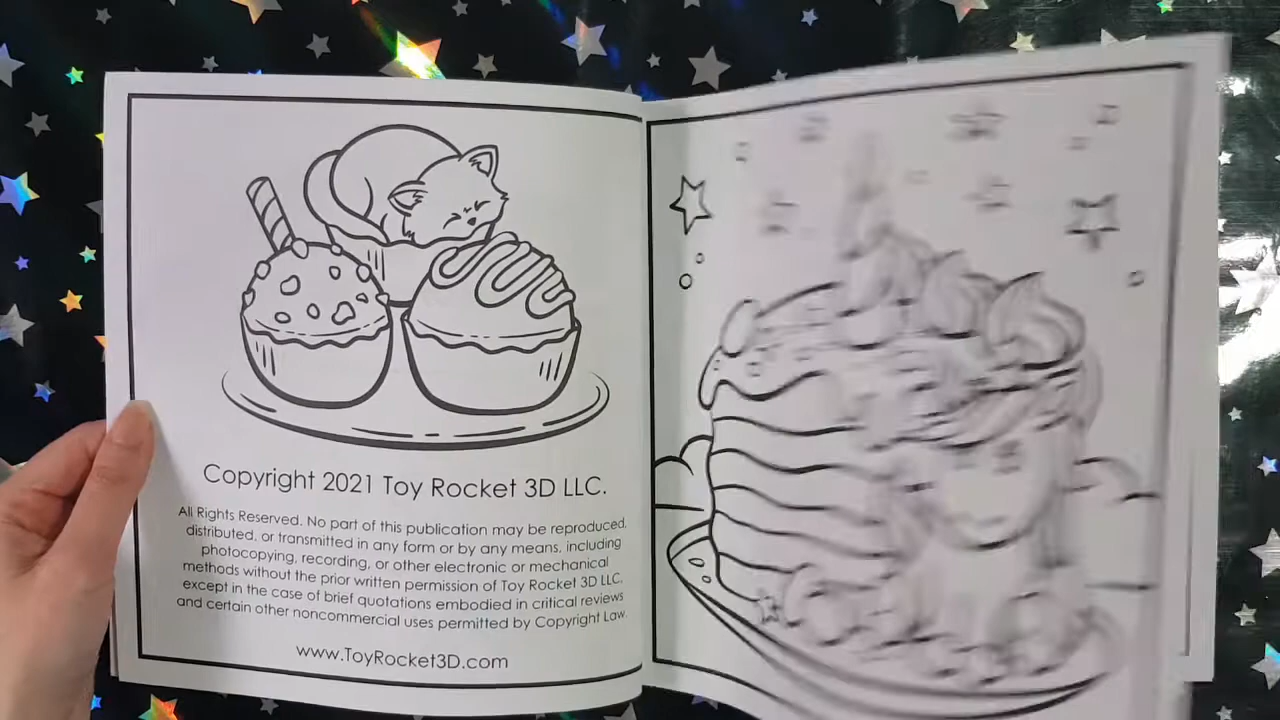 Copyright 2021 Toy Rocket 3D LLC.
All Rights Reserved. No part of this publication may be reproduced,
distributed, or transmitted in any form or by any means, including
photocopying, recording, or other electronic or mechanical
methods without the prior written permission of Toy Rocket 3D LLC,
except in the case of brief quotations embodied in critical reviews
and certain other noncommercial uses permitted by Copyright Law.
www.ToyRocket3D.com